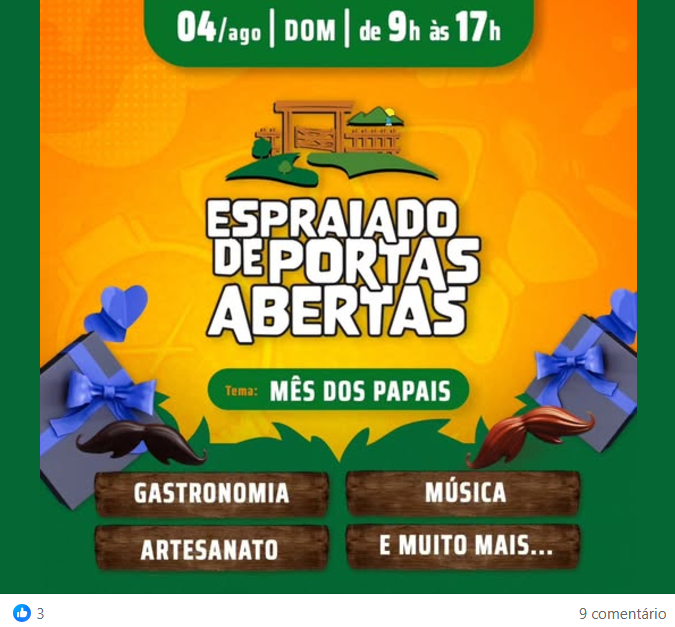 04/ago | DOM | de 9h às 17h
ESPRAIADO
DE PORTAS
ABERTAS
Tema: MÊS DOS PAPAIS
GASTRONOMIA
MÚSICA
ARTESANATO
E MUITO MAIS...
3
9 comentário